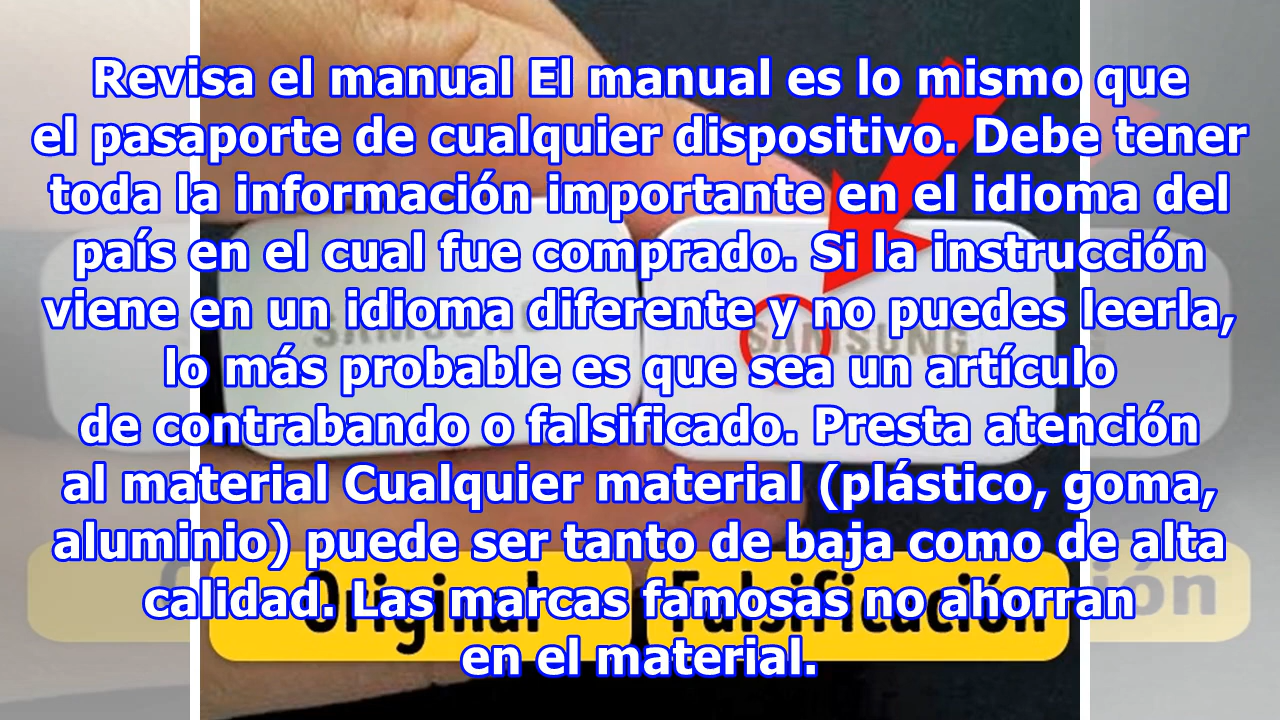 Revisa el manual El manual es lo mismo que
el pasaporte de cualquier dispositivo. Debe tener
toda la información importante en el idioma del
país en el cual fue comprado. Si la instrucción
viene en un idioma diferente y no puedes leerla,
lo más probable es que sea un artículo
de contrabando o falsificado. Presta atención
al material Cualquier material (plástico, goma,
aluminio) puede ser tanto de baja como de alta
calidad. Las marcas famosas no ahorran
en el material.
SAMSUNG
SAMSUNG
Original
Falsificación